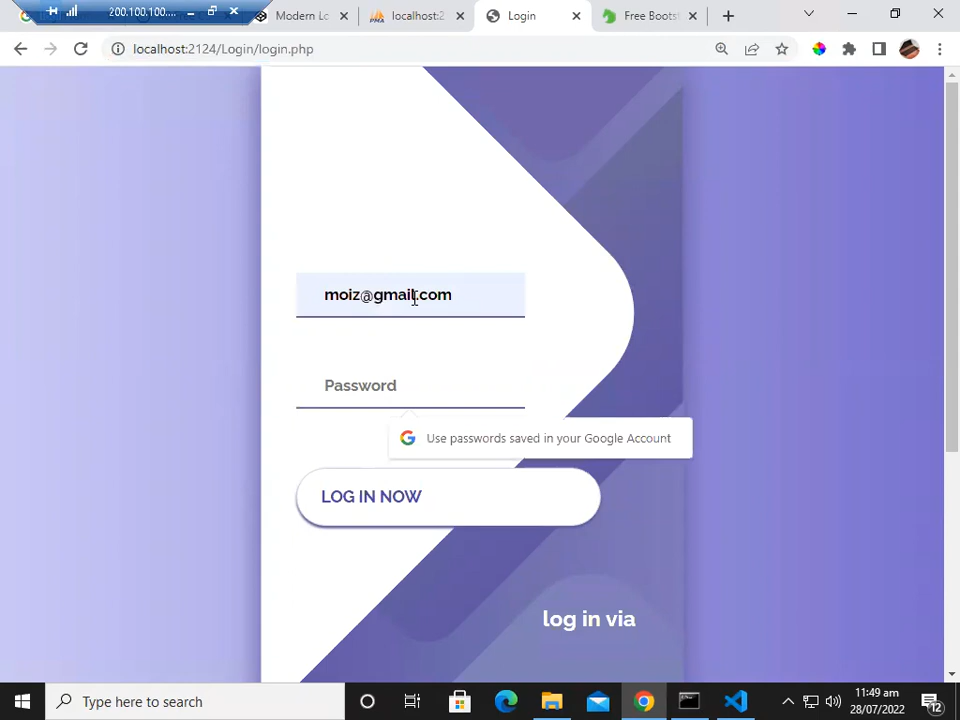 200.100.100....
Modern Lo
localhost:2
Login
Free Bootst
localhost:2124/Login/login.php
moiz@gmail.com
Password
Use passwords saved in your Google Account
LOG IN NOW
log in via
Type here to search
11:49 am
28/07/2022
12